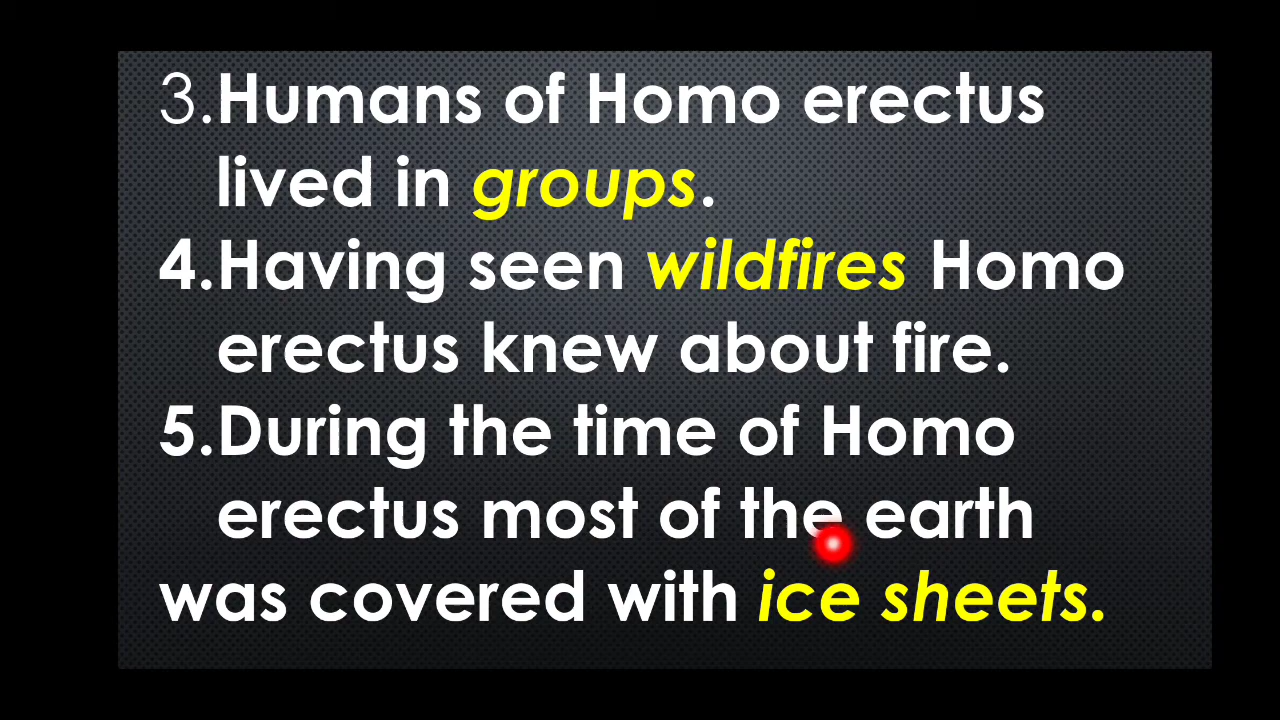 3.Humans of Homo erectus
lived in groups.
4.Having seen wildfires Homo
erectus knew about fire.
5.During the time of Homo
erectus most of the earth
was covered with ice sheets.